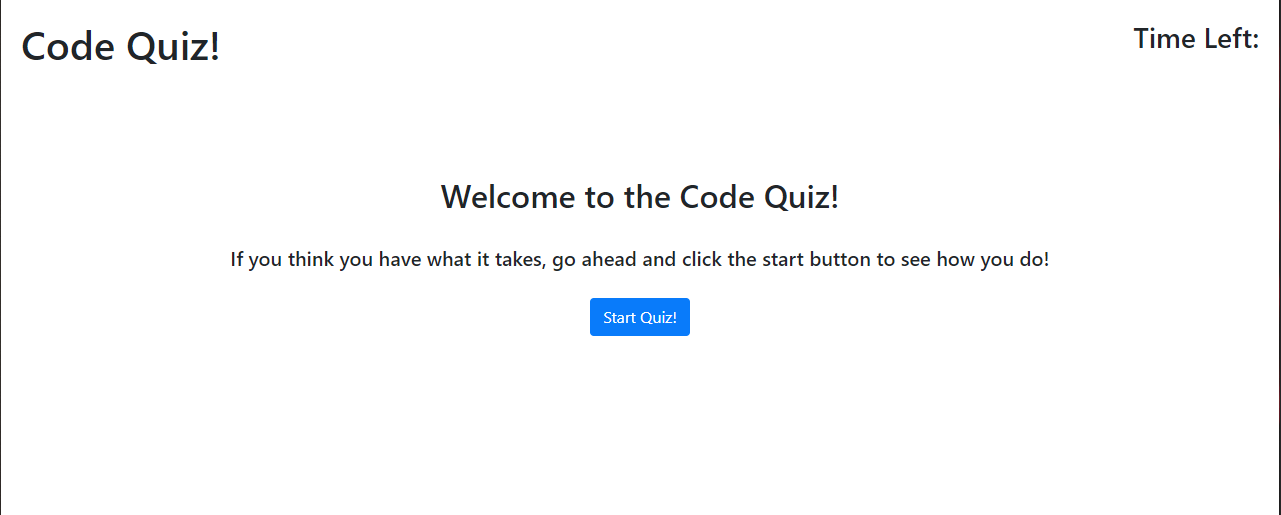 Code Quiz!
Time Left:
Welcome to the Code Quiz!
If you think you have what it takes, go ahead and click the start button to see how you do!
Start Quiz!